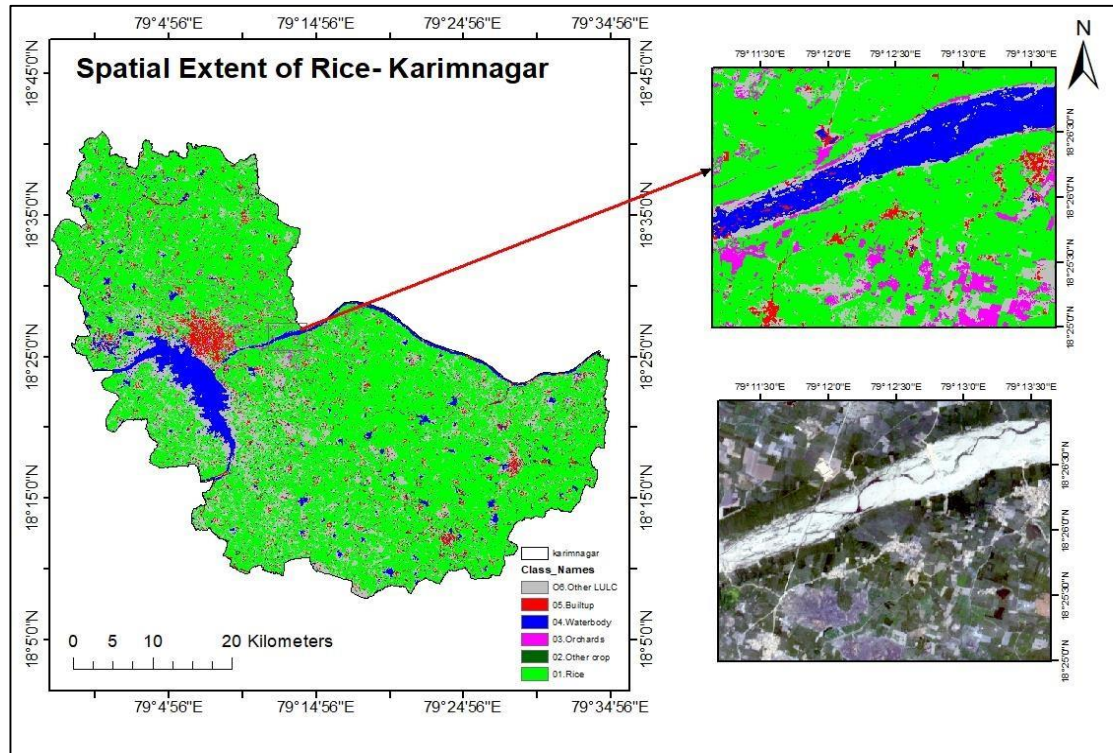 79°4'56"E 79°14'56"E 79°24'56"E 79°34'56"E
Spatial Extent of Rice- Karimnagar
18°45'0"N
18°35'0"N
18°25'0"N
18°15'0"N
18°5'0"N
18°45'0"N
18°35'0"N
18°25'0"N
18°15'0"N
18°5'0"N
karimnagar
Class_Names
O6.Other LULC
05.Builtup
04.Waterbody
03.Orchards
02.Other crop
01.Rice
0 5 10 20 Kilometers
79°4'56"E 79°14'56"E 79°24'56"E 79°34'56"E
N
79°11'30"E 79°12'0"E 79°12'30"E 79°13'0"E 79°13'30"E
18°26'30"N
18°26'0"N
18°25'30"N
18°25'0"N
79°11'30"E 79°12'0"E 79°12'30"E 79°13'0"E 79°13'30"E
18°26'30"N
18°26'0"N
18°25'30"N
18°25'0"N